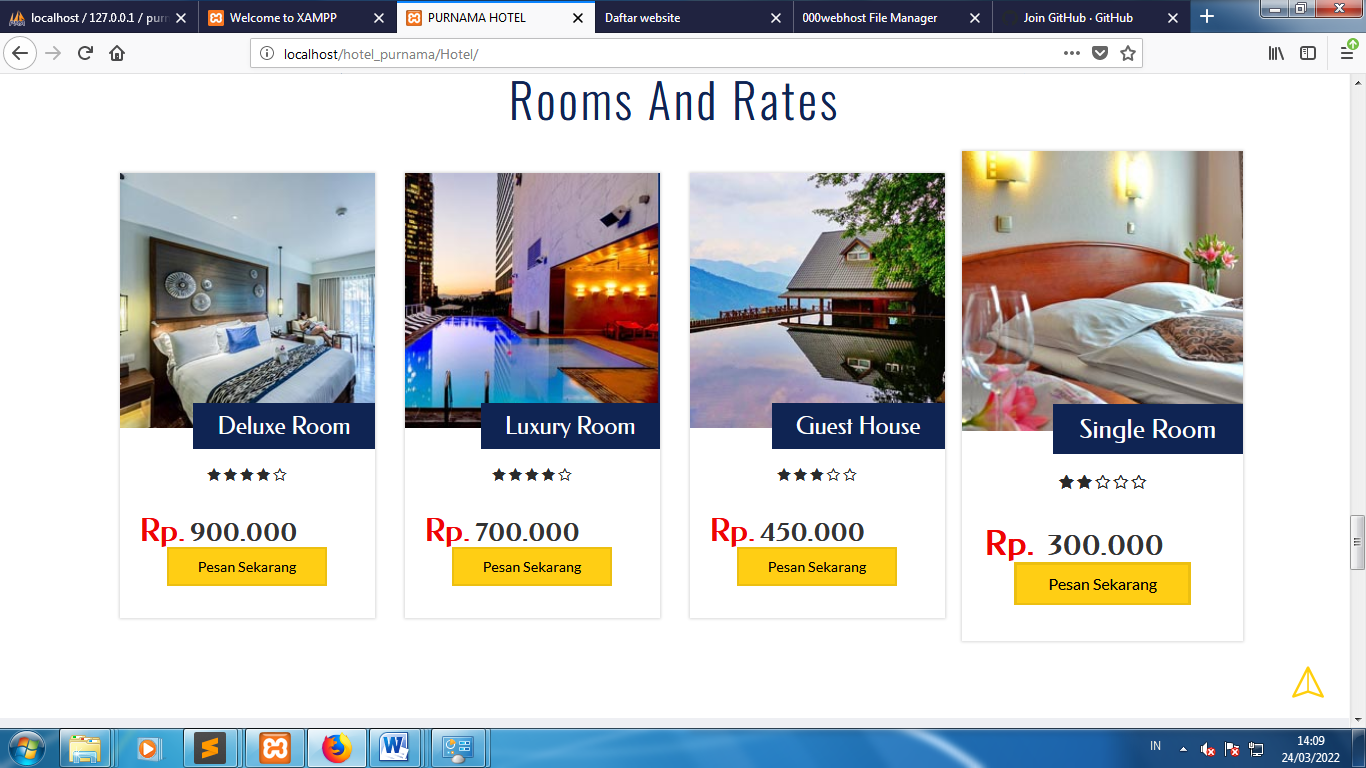 localhost / 127.0.0.1 / purn
Welcome to XAMPP
PURNAMA HOTEL
Daftar website
000webhost File Manager
Join GitHub · GitHub
localhost/hotel_purnama/Hotel/
Rooms And Rates
Deluxe Room
Luxury Room
Guest House
Single Room
Rp. 900.000
Rp. 700.000
Rp. 450.000
Rp. 300.000
Pesan Sekarang
Pesan Sekarang
Pesan Sekarang
Pesan Sekarang
IN
14:09
24/03/2022